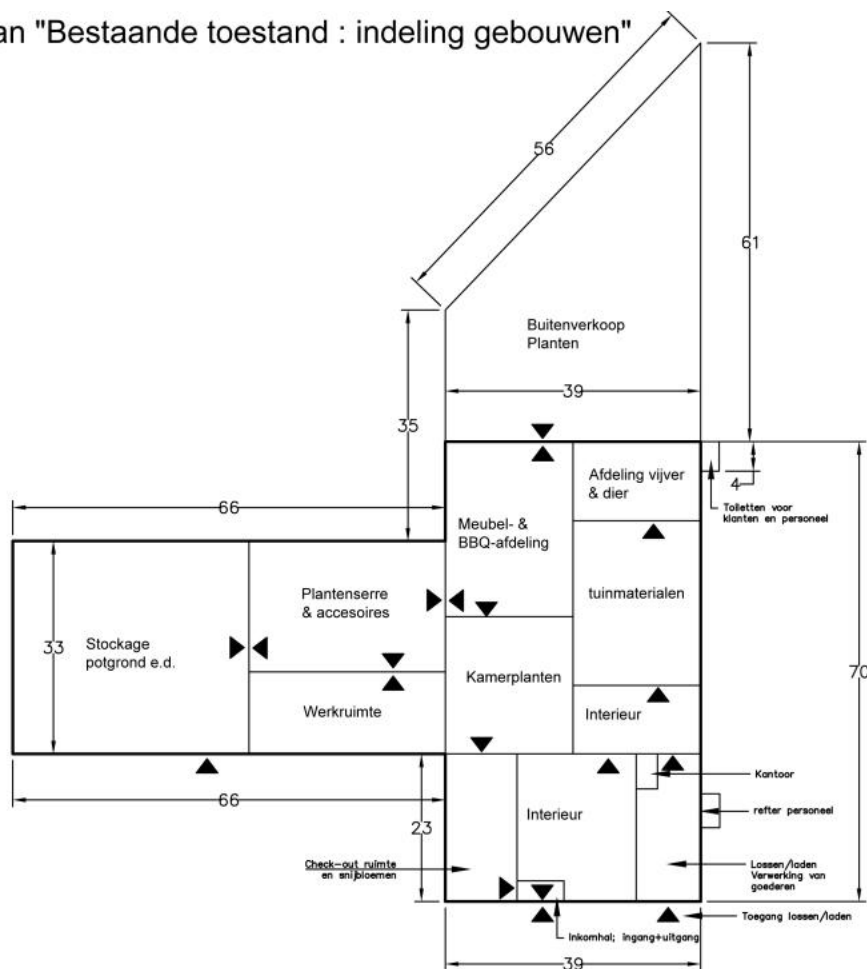 an "Bestaande toestand : indeling gebouwen"
56
61
Buitenverkoop
Planten
39
35
4
Afdeling vijver
& dier
Toiletten voor
klanten en personeel
66
Meubel- &
BBQ-afdeling
Plantenserre
& accesoires
tuinmaterialen
33
Stockage
potgrond e.d.
Kamerplanten
70
Werkruimte
Interieur
Kantoor
66
23
Interieur
refter personeel
Check-out ruimte
en snijbloemen
Lossen/laden
Verwerking van
goederen
Toegang lossen/laden
Inkomhal; ingang+uitgang
39